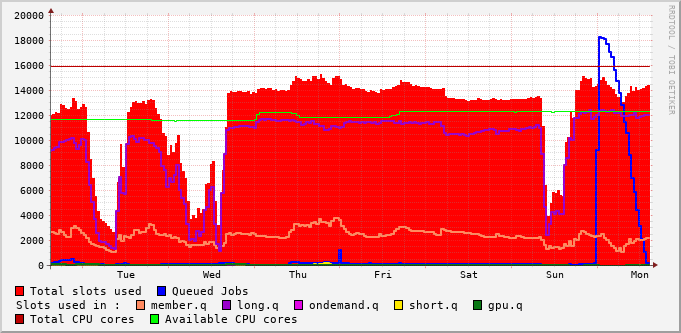 20000
18000
16000
14000
12000
10000
8000
6000
4000
2000
0
Tue Wed Thu Fri Sat Sun Mon
RRDTOOL / TOBI OETIKER
Total slots used Queued Jobs
Slots used in : member.q long.q ondemand.q short.q gpu.q
Total CPU cores Available CPU cores